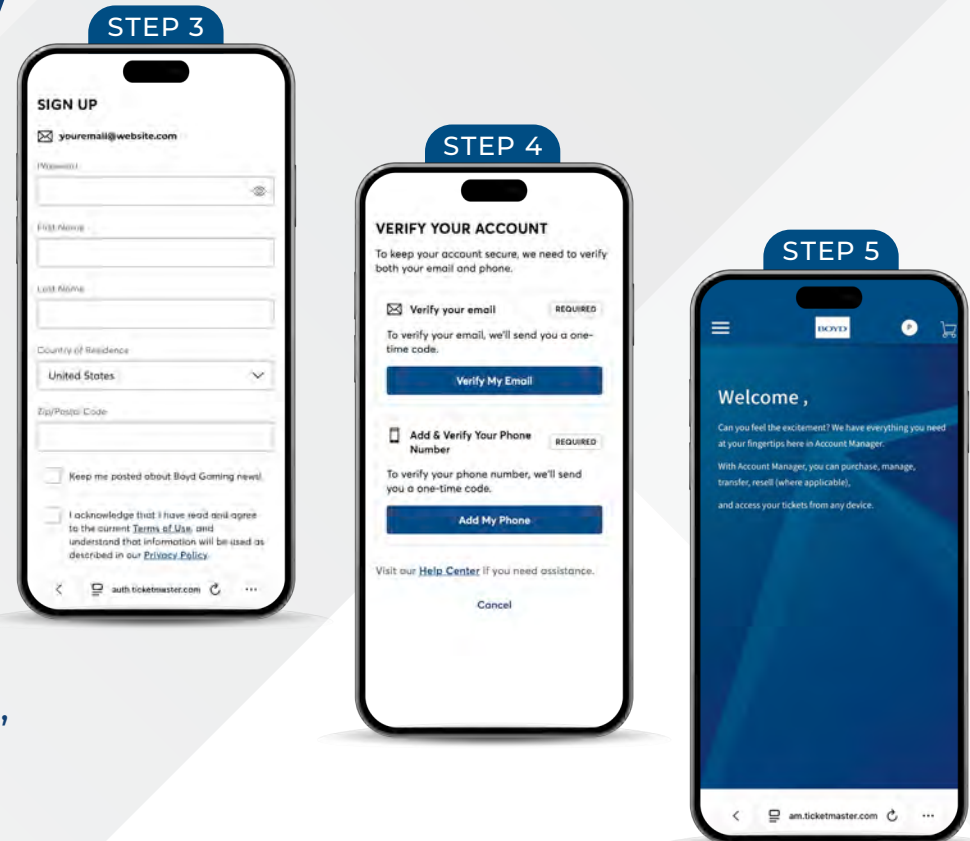 STEP 3
SIGN UP
youremail@website.com
Password
First Name
Last Name
Country of Residence
United States
Zip/Postal Code
Keep me posted about Boyd Gaming news!
I acknowledge that I have read and agree
to the current Terms of Use, and
understand that information will be used as
described in our Privacy Policy.
auth.ticketmaster.com
STEP 4
VERIFY YOUR ACCOUNT
To keep your account secure, we need to verify
both your email and phone.
Verify your email
REQUIRED
To verify your email, we'll send you a one-
time code.
Verify My Email
Add & Verify Your Phone
Number
REQUIRED
To verify your phone number, we'll send
you a one-time code.
Add My Phone
Visit our Help Center if you need assistance.
Cancel
STEP 5
BOYD
P
Welcome ,
Can you feel the excitement? We have everything you need
at your fingertips here in Account Manager.
With Account Manager, you can purchase, manage,
transfer, resell (where applicable),
and access your tickets from any device.
am.ticketmaster.com
,